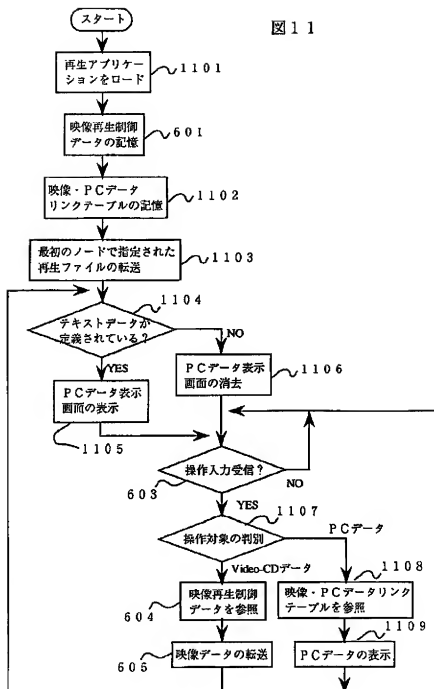 図11
スタート
再生アプリケー
ションをロード
1101
映像再生制御
データの記憶
601
映像・PCデータ
リンクテーブルの記憶
1102
最初のノードで指定された
再生ファイルの転送
1103
1104
テキストデータが
定義されている?
NO
YES
PCデータ表示
画面の消去
1106
PCデータ表示
画面の表示
1105
操作入力受信?
NO
603
YES
1107
操作対象の判別
PCデータ
Video-CDデータ
1108
映像再生制御
データを参照
604
映像・PCデータリンク
テーブルを参照
1109
映像データの転送
605
PCデータの表示